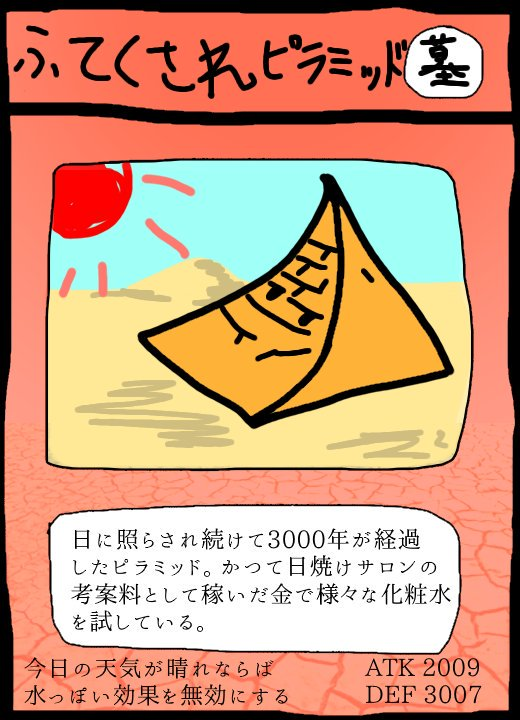 ふてくされピラミッド 墓
日に照らされ続けて3000年が経過
したピラミッド。かつて日焼けサロンの
考案料として稼いだ金で様々な化粧水
を試している。
今日の天気が晴れならば
水っぽい効果を無効にする
ATK 2009
DEF 3007